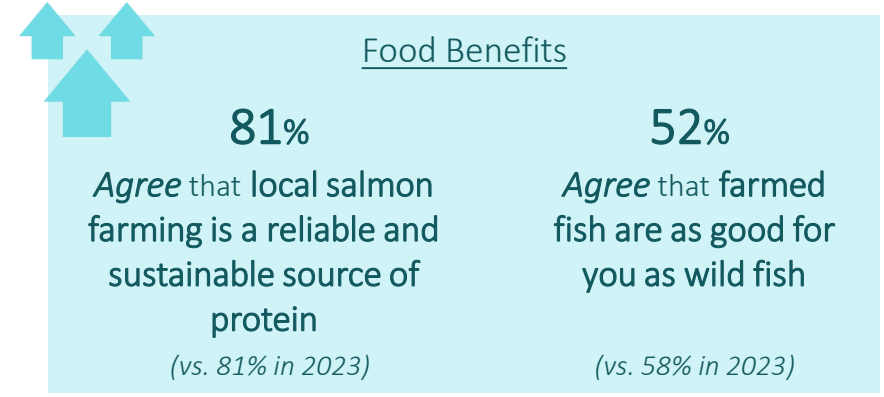 Food Benefits
81%
Agree that local salmon
farming is a reliable and
sustainable source of
protein
(vs. 81% in 2023)
52%
Agree that farmed
fish are as good for
you as wild fish
(vs. 58% in 2023)